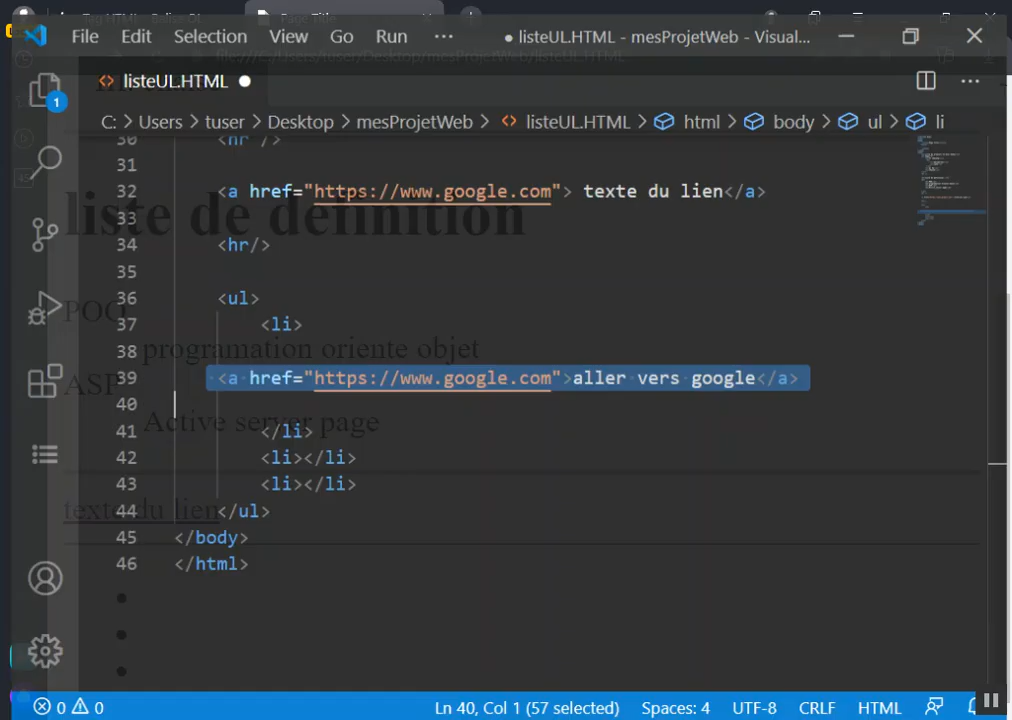 File Edit Selection View Go Run ··· ● listeUL.HTML - mesProjetWeb - Visual...
<> listeUL.HTML ●
C: > Users > tuser > Desktop > mesProjetWeb > <> listeUL.HTML > html > body > ul > li
1
30 <hr />
31
32 <a href="https://www.google.com"> texte du lien</a>
33
liste de definition
34 <hr/>
35
36 <ul>
POO
37 <li>
38
programation oriente objet
39 <a href="https://www.google.com">aller vers google</a>
ASP
40
Active server page
41 </li>
42 <li></li>
43 <li></li>
texte du lien
44 </ul>
45 </body>
46 </html>
0 0 Ln 40, Col 1 (57 selected) Spaces: 4 UTF-8 CRLF HTML